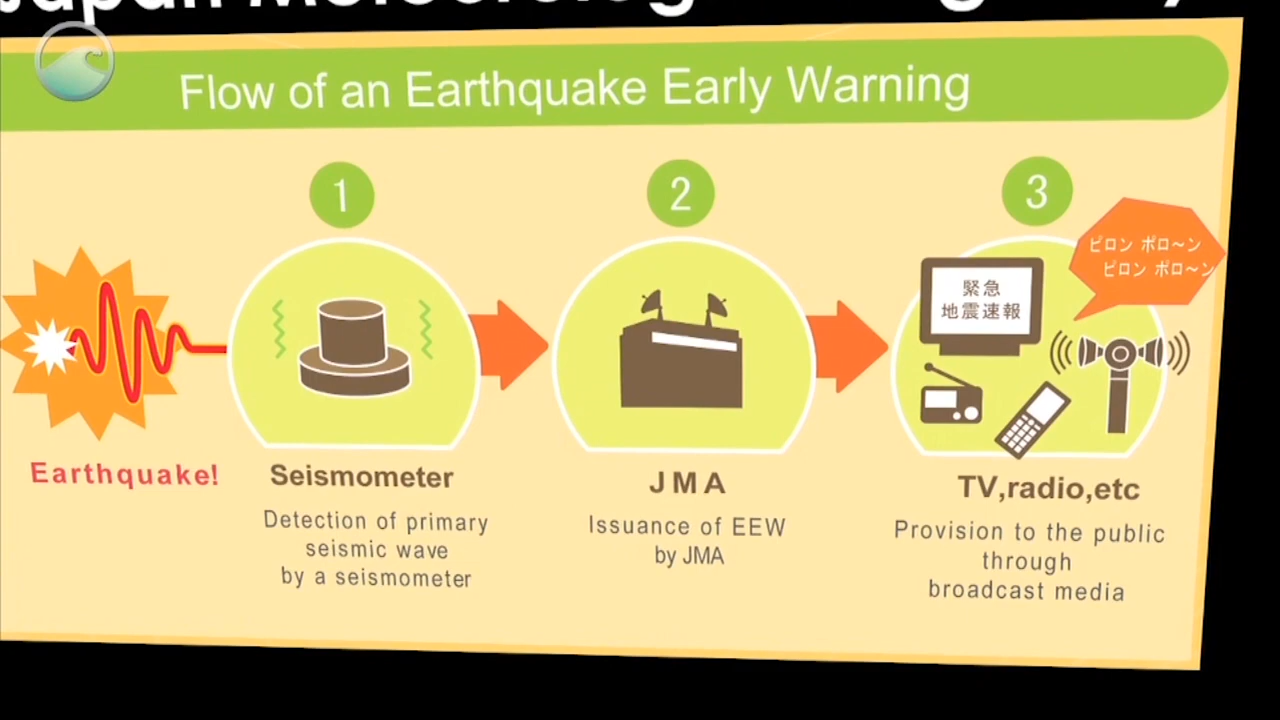 Flow of an Earthquake Early Warning
1
2
3
ピロン ポロ〜ン
ピロン ポロ〜ン
緊急
地震速報
Earthquake!
Seismometer
Detection of primary
seismic wave
by a seismometer
JMA
Issuance of EEW
by JMA
TV,radio,etc
Provision to the public
through
broadcast media